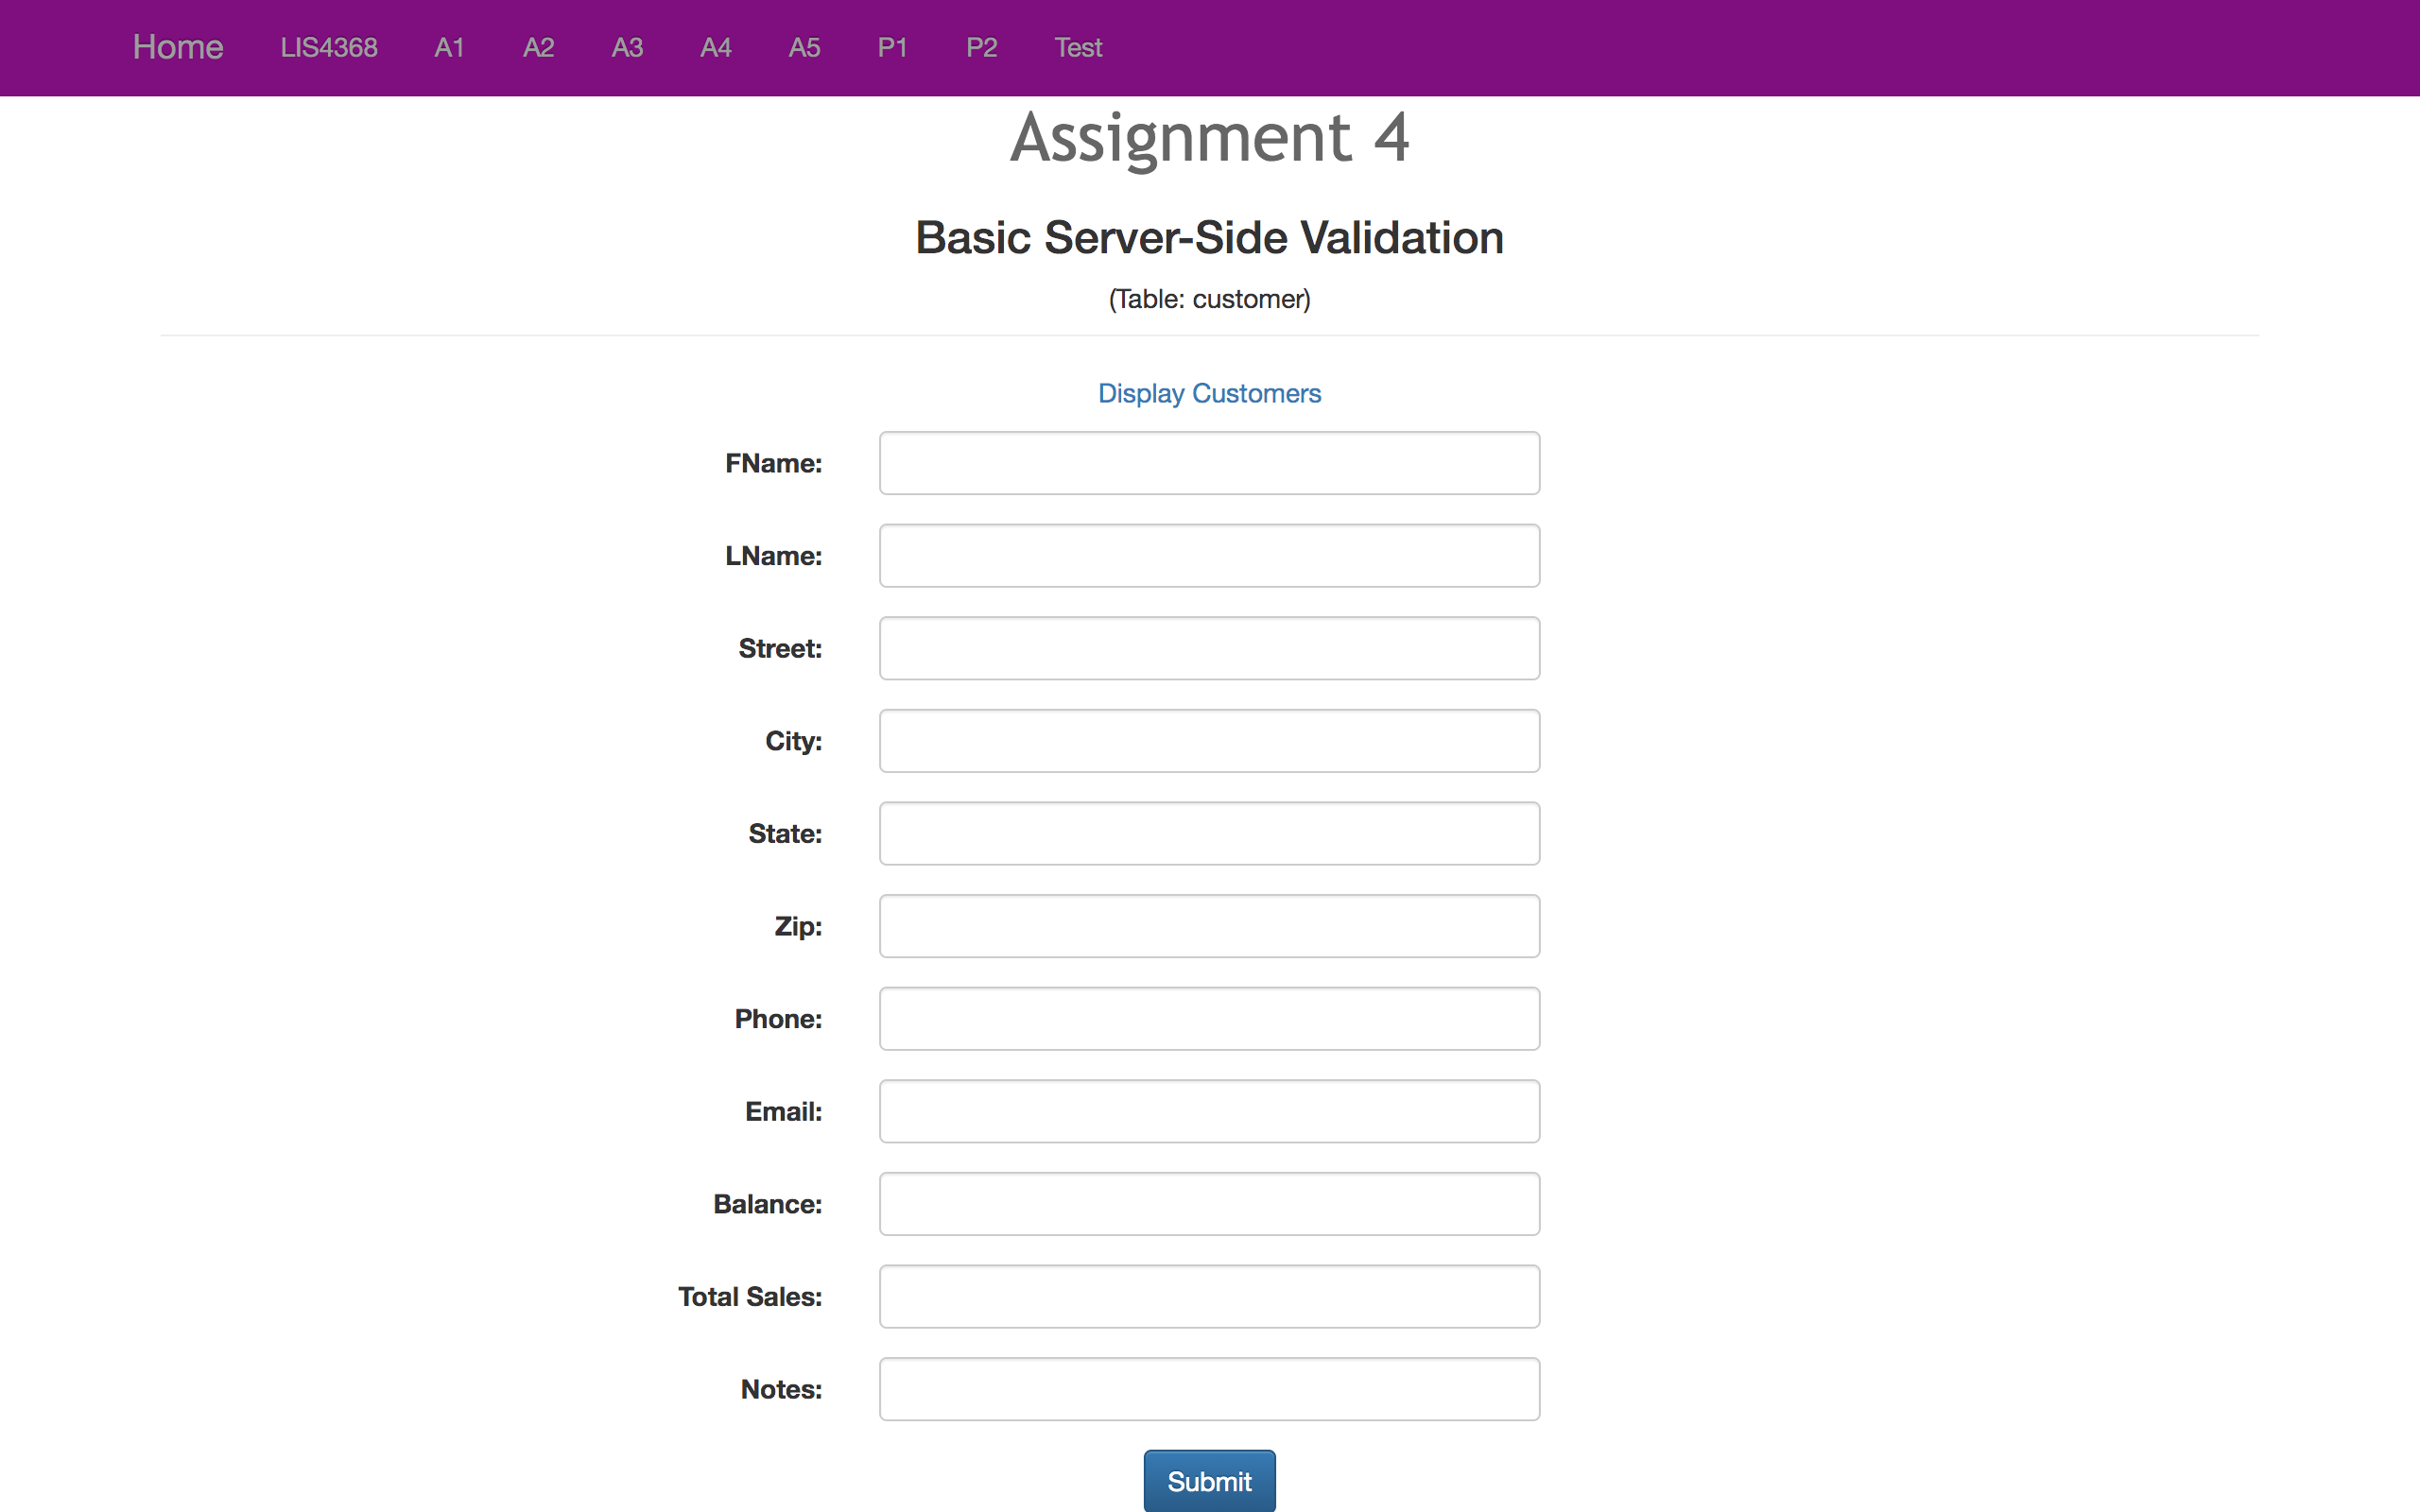 Home LIS4368 A1 A2 A3 A4 A5 P1 P2 Test
Assignment 4
Basic Server-Side Validation
(Table: customer)
Display Customers
FName:
LName:
Street:
City:
State:
Zip:
Phone:
Email:
Balance:
Total Sales:
Notes:
Submit